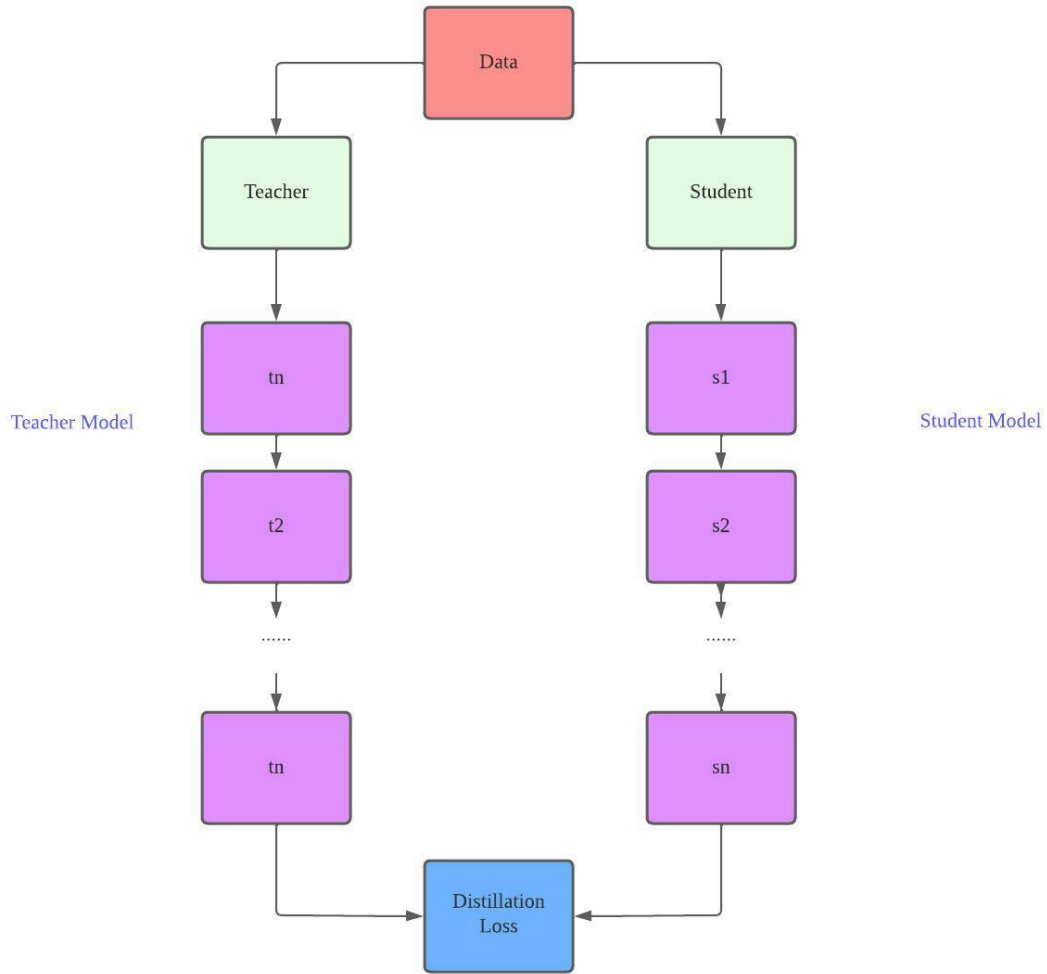 Data
Teacher
Student
tn
s1
Teacher Model
Student Model
t2
s2
......
......
tn
sn
Distillation
Loss